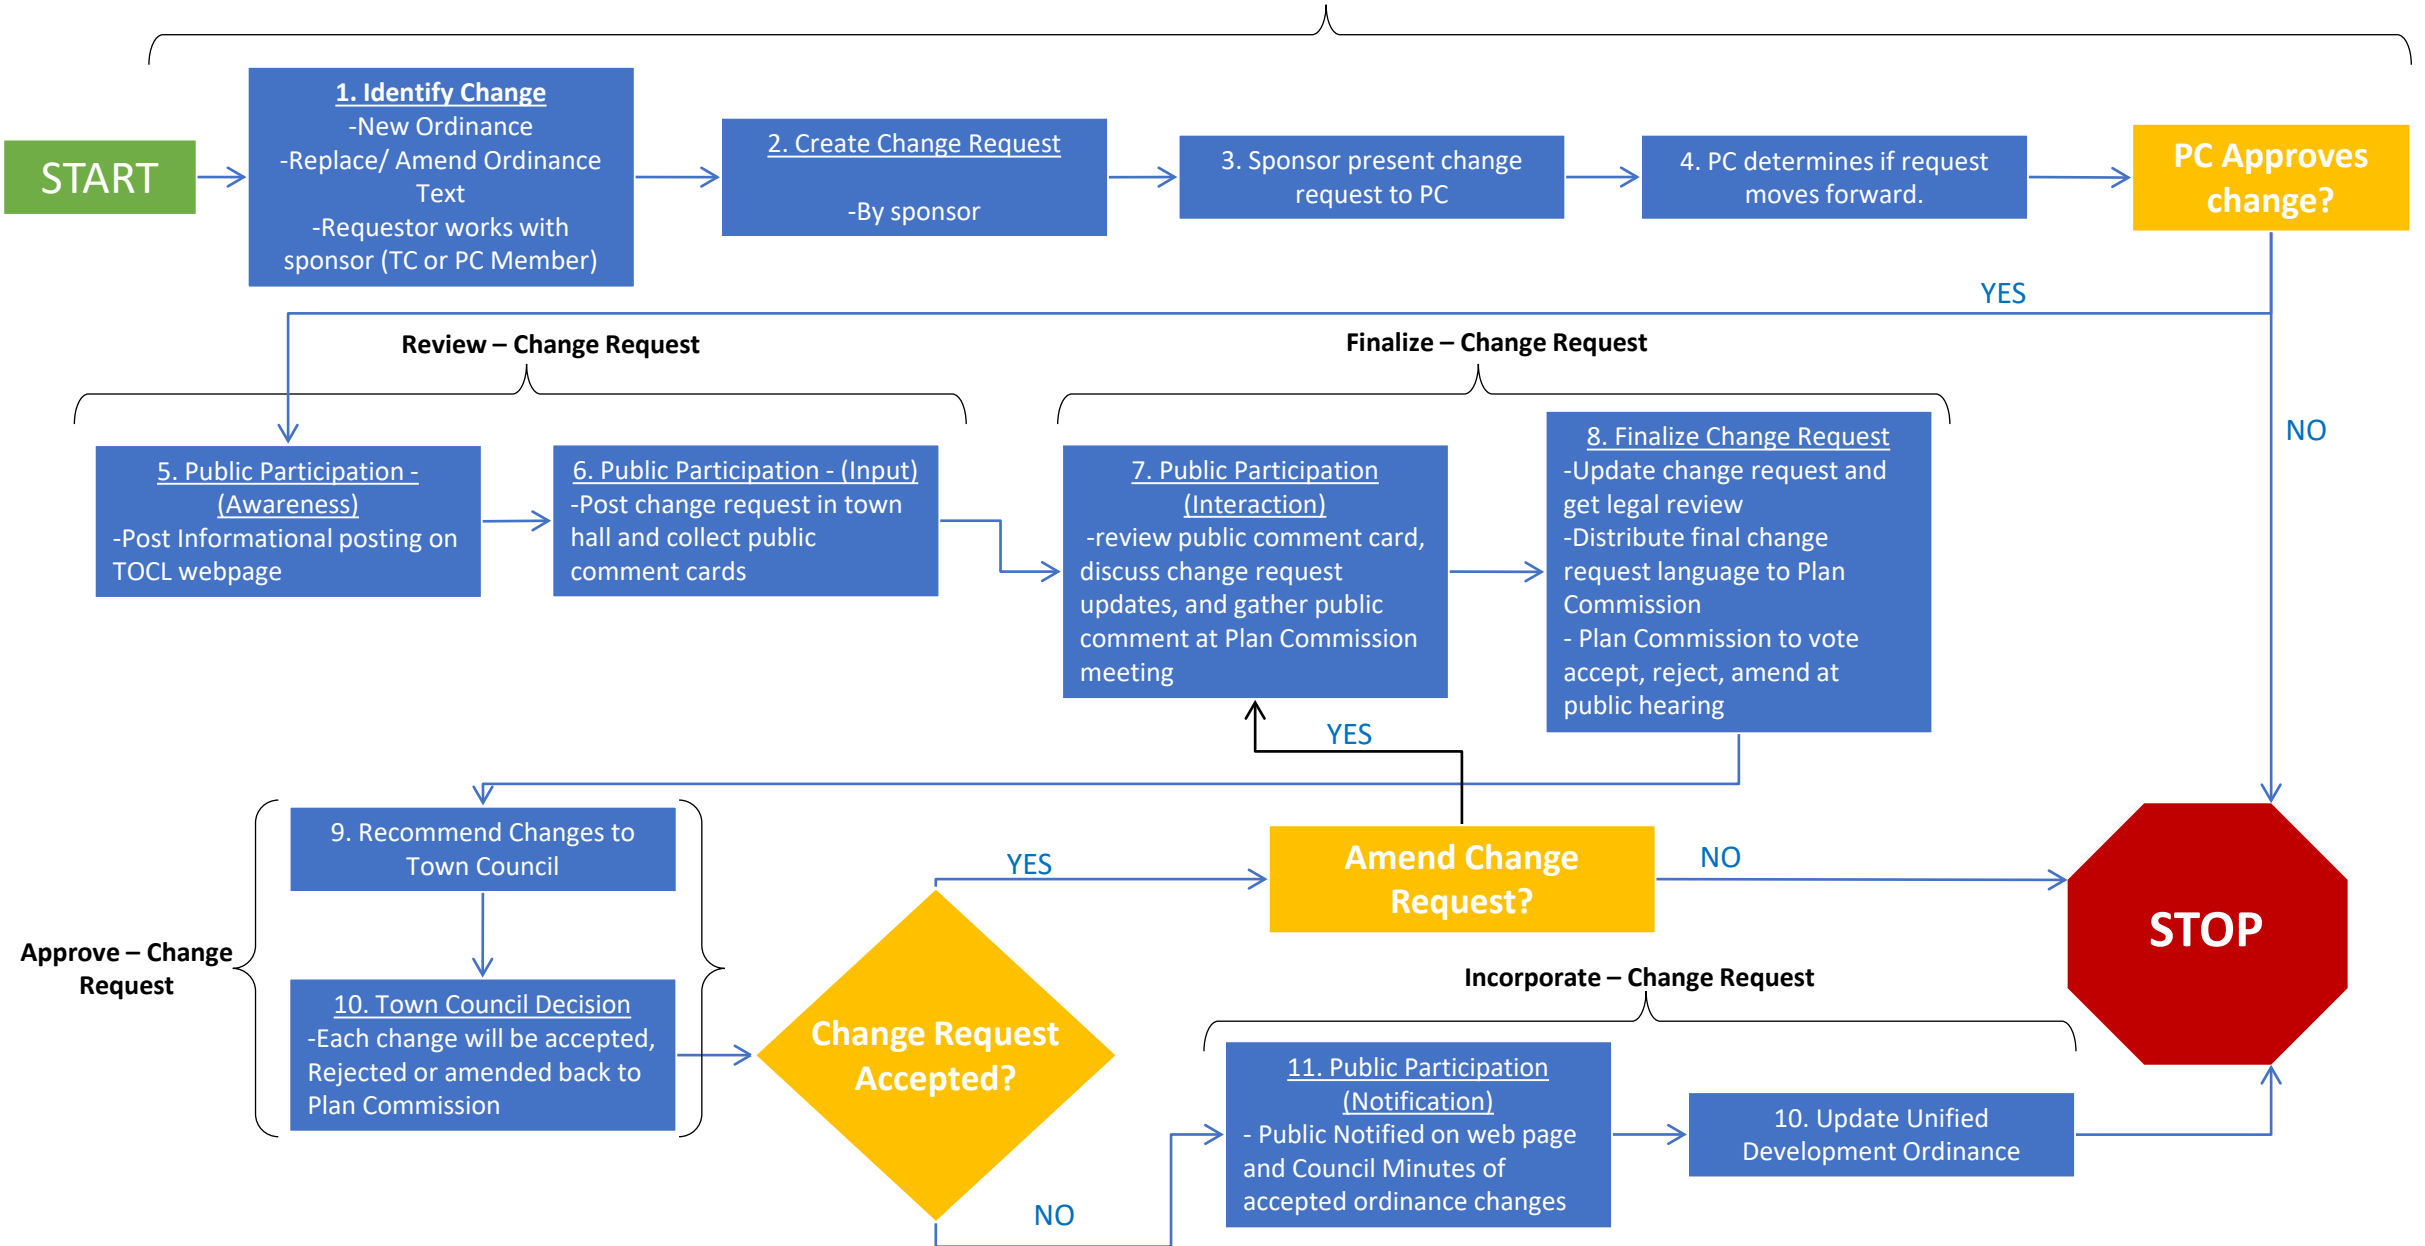 START
1. Identify Change
-New Ordinance
-Replace/ Amend Ordinance
Text
-Requestor works with
sponsor (TC or PC Member)
2. Create Change Request
-By sponsor
3. Sponsor present change
request to PC
4. PC determines if request
moves forward.
PC Approves
change?
YES
NO
Review – Change Request
Finalize – Change Request
5. Public Participation -
(Awareness)
-Post Informational posting on
TOCL webpage
6. Public Participation - (Input)
-Post change request in town
hall and collect public
comment cards
7. Public Participation
(Interaction)
-review public comment card,
discuss change request
updates, and gather public
comment at Plan Commission
meeting
8. Finalize Change Request
-Update change request and
get legal review
-Distribute final change
request language to Plan
Commission
- Plan Commission to vote
accept, reject, amend at
public hearing
YES
9. Recommend Changes to
Town Council
Approve – Change
Request
10. Town Council Decision
-Each change will be accepted,
Rejected or amended back to
Plan Commission
Change Request
Accepted?
YES
Amend Change
Request?
NO
STOP
NO
Incorporate – Change Request
11. Public Participation
(Notification)
- Public Notified on web page
and Council Minutes of
accepted ordinance changes
10. Update Unified
Development Ordinance